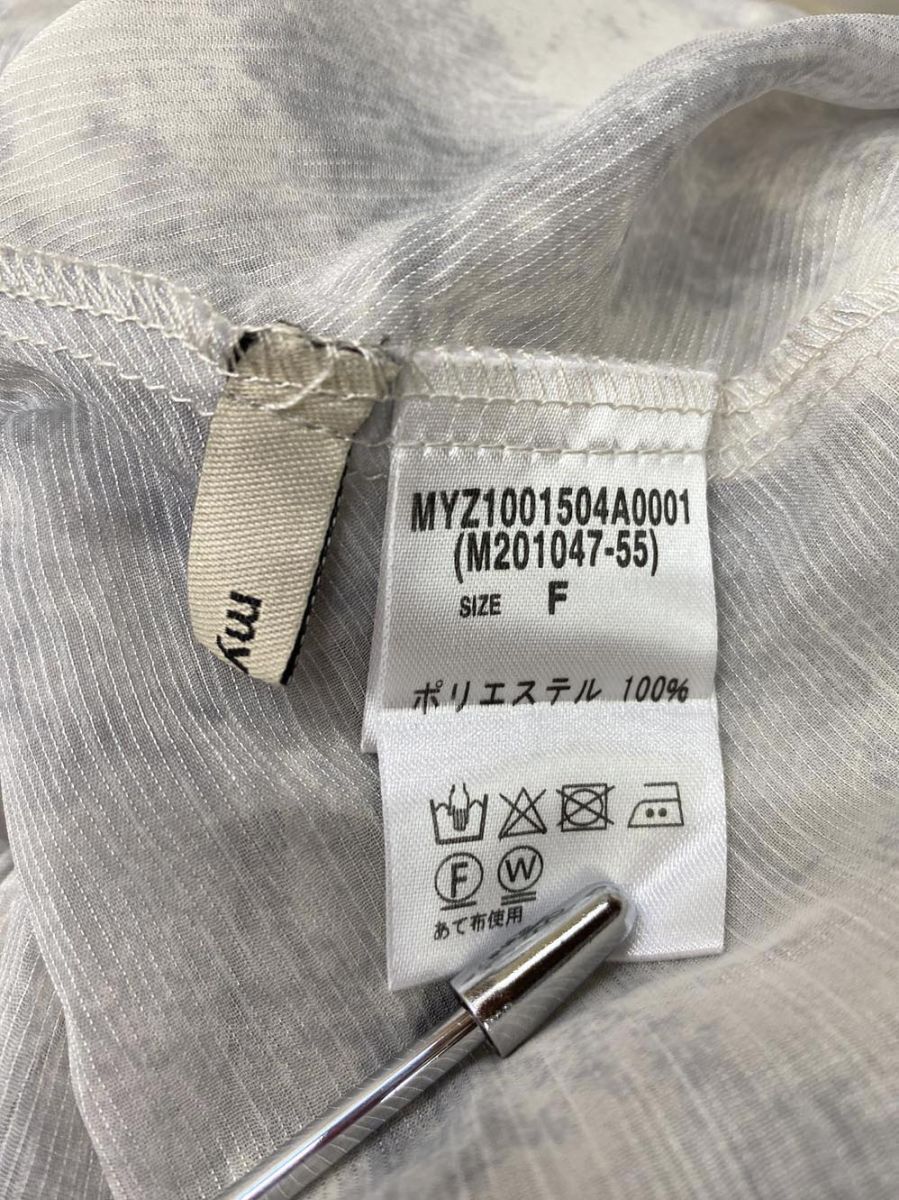 MYZ1001504A0001
(M201047-55)
SIZE F
ポリエステル 100%
F W
あて布使用
my